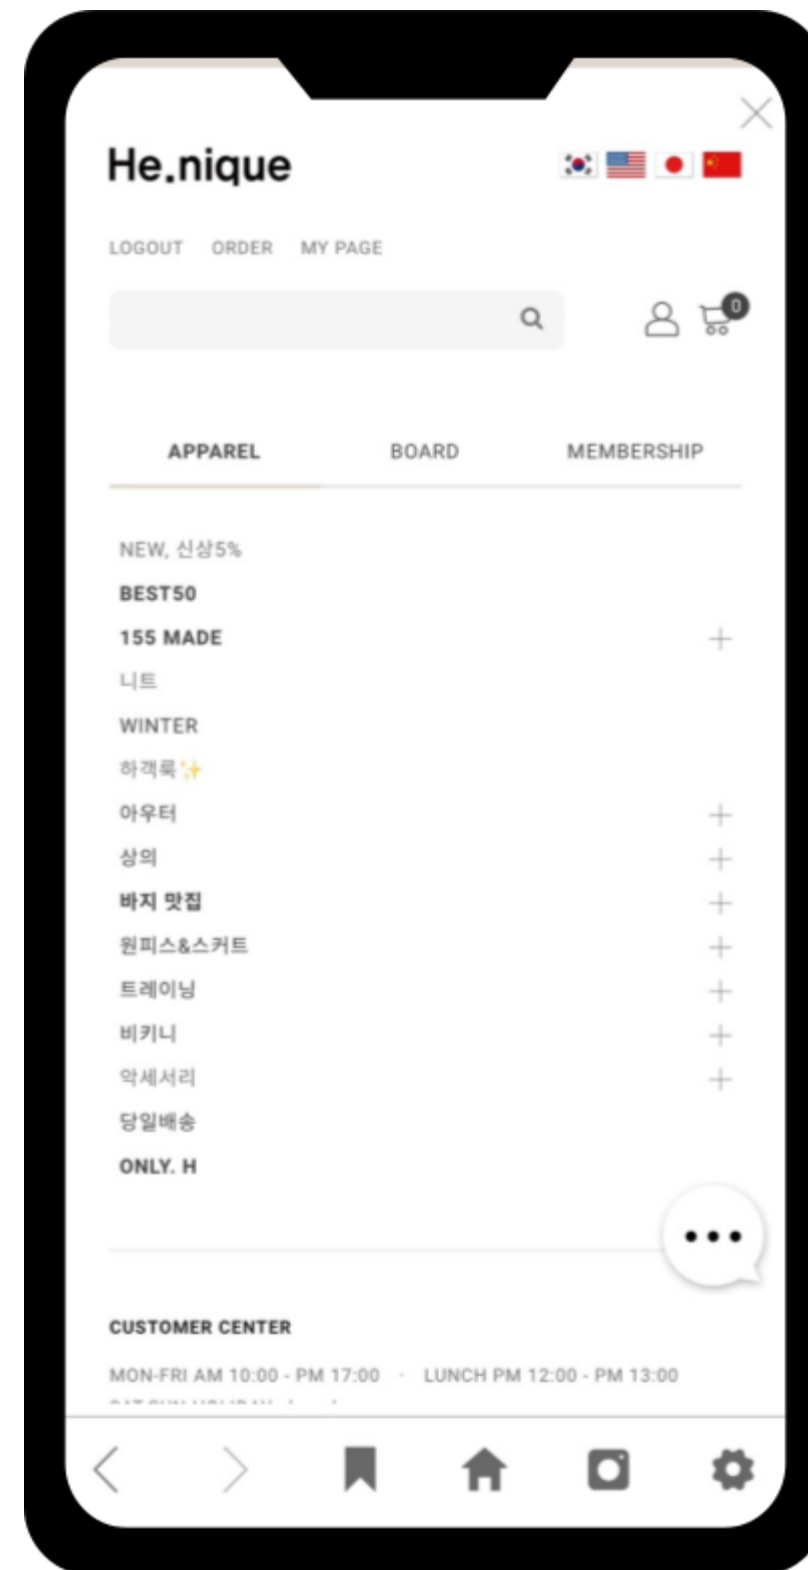 He.nique
LOGOUT ORDER MY PAGE
0
APPAREL BOARD MEMBERSHIP
NEW, 신상5%
BEST50
155 MADE
니트
WINTER
하객룩✨
아우터
상의
바지 맛집
원피스&스커트
트레이닝
비키니
악세서리
당일배송
ONLY. H
CUSTOMER CENTER
MON-FRI AM 10:00 - PM 17:00 · LUNCH PM 12:00 - PM 13:00